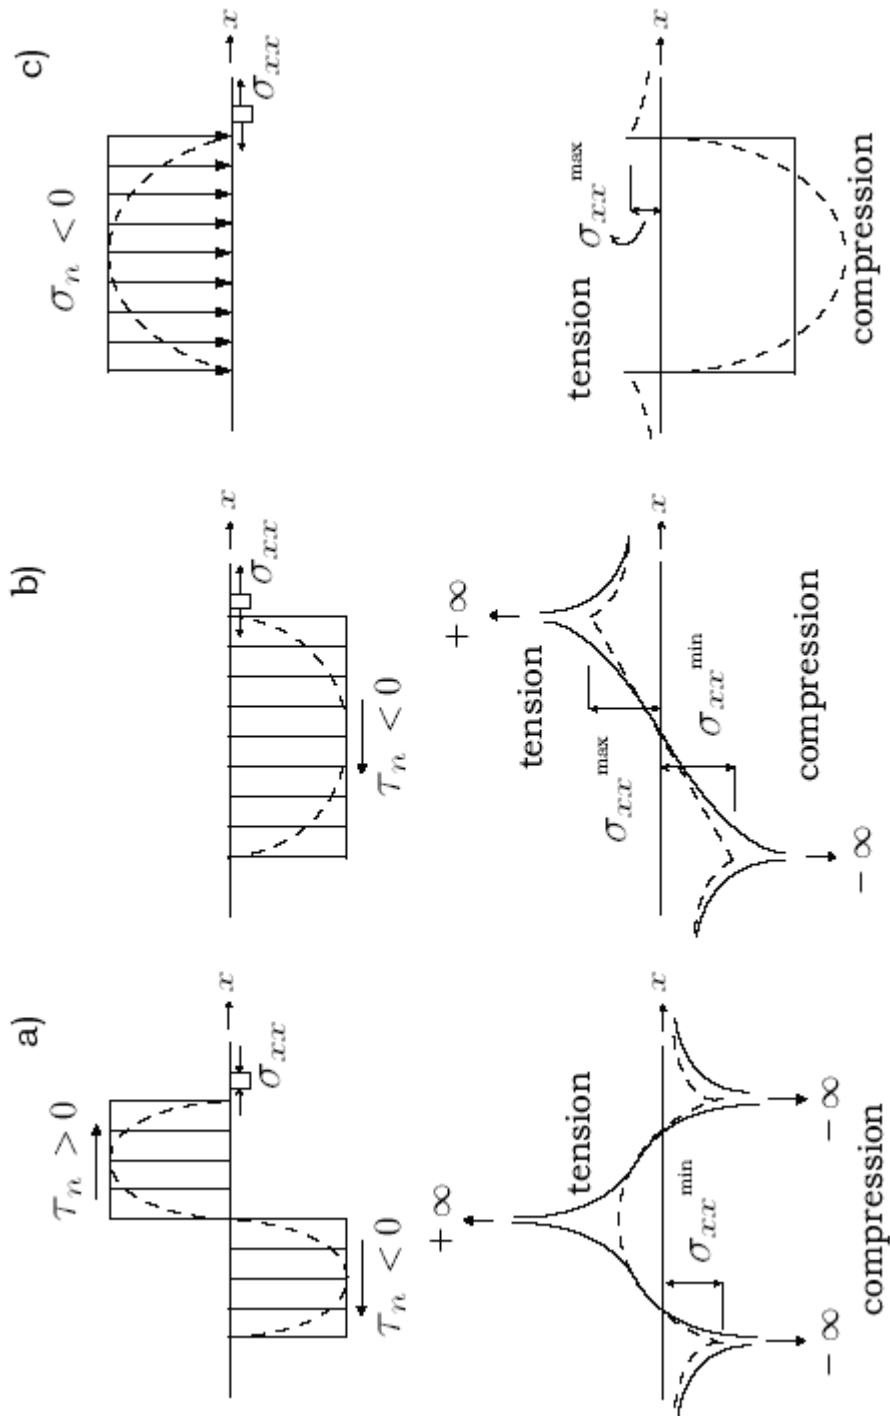 a)
τₙ > 0
τₙ < 0
x
σₓₓ
+ ∞
tension
x
σₓₓ^min
− ∞
− ∞
compression
b)
x
σₓₓ
τₙ < 0
+ ∞
tension
x
σₓₓ^max
σₓₓ^min
compression
− ∞
c)
σₙ < 0
x
σₓₓ
tension
σₓₓ^max
x
compression